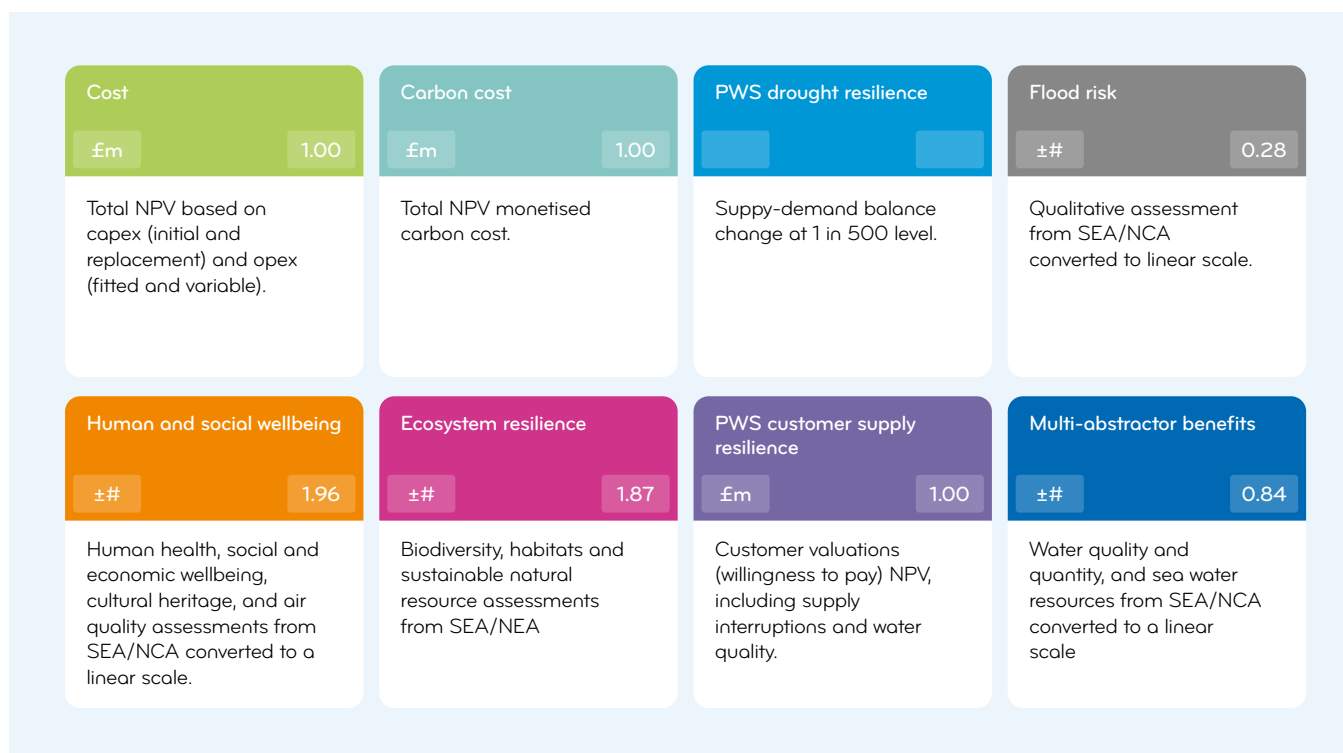 Cost
£m
1.00
Total NPV based on
capex (initial and
replacement) and opex
(fitted and variable).
Carbon cost
£m
1.00
Total NPV monetised
carbon cost.
PWS drought resilience
Suppy-demand balance
change at 1 in 500 level.
Flood risk
±#
0.28
Qualitative assessment
from SEA/NCA
converted to linear scale.
Human and social wellbeing
±#
1.96
Human health, social and
economic wellbeing,
cultural heritage, and air
quality assessments from
SEA/NCA converted to a
linear scale.
Ecosystem resilience
±#
1.87
Biodiversity, habitats and
sustainable natural
resource assessments
from SEA/NEA
PWS customer supply
resilience
£m
1.00
Customer valuations
(willingness to pay) NPV,
including supply
interruptions and water
quality.
Multi-abstractor benefits
±#
0.84
Water quality and
quantity, and sea water
resources from SEA/NCA
converted to a linear
scale